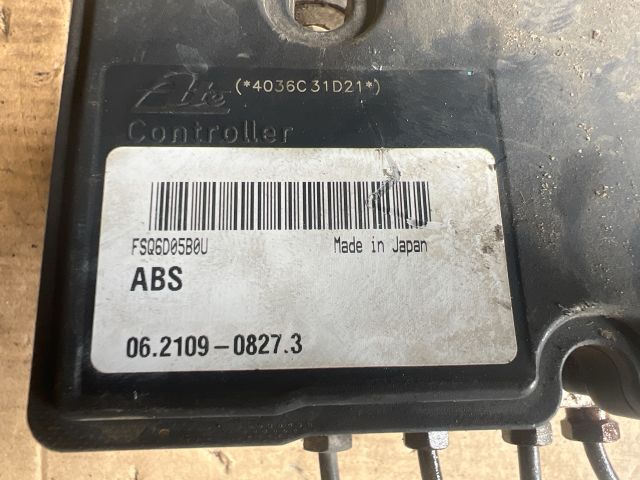 Ate (*4036C31D21*)
Controller
FSQ6D05B0U Made in Japan
ABS
06.2109-0827.3